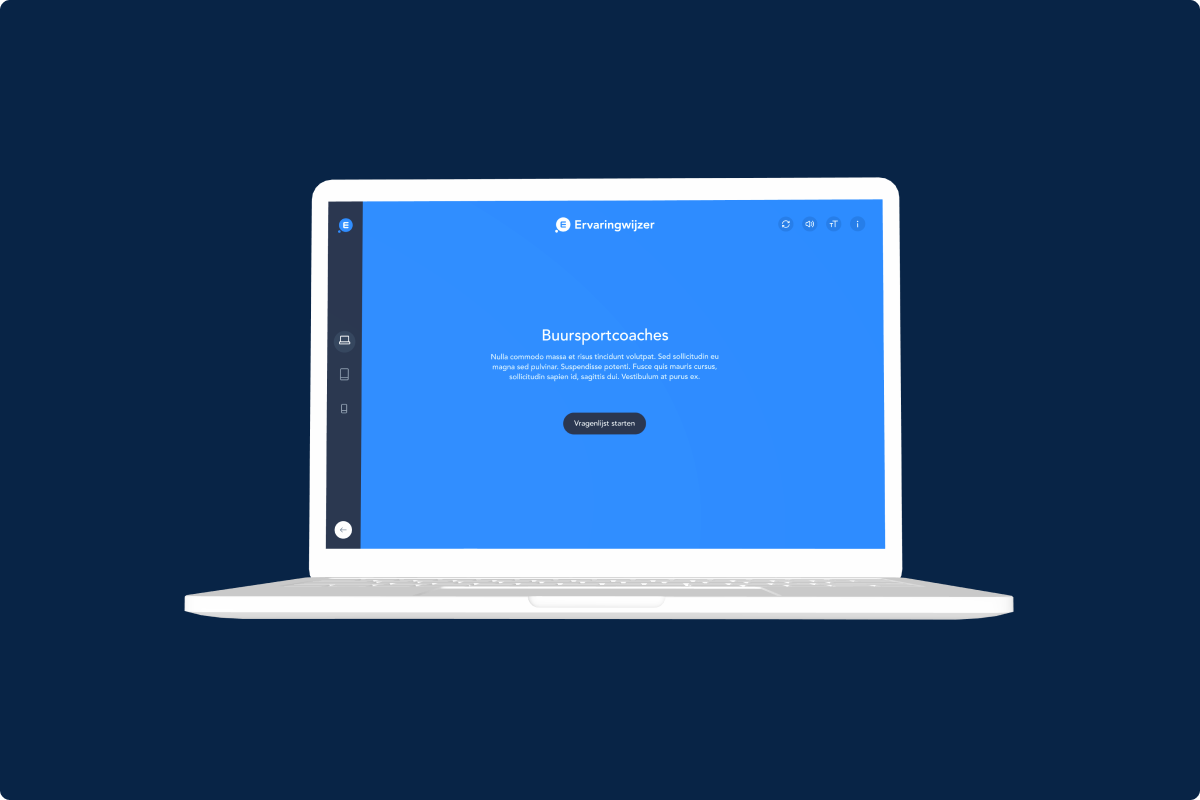 E
E Ervaringwijzer
Buursportcoaches
Nulla commodo massa et risus tincidunt volutpat. Sed sollicitudin eu
magna sed pulvinar. Suspendisse potenti. Fusce quis mauris cursus,
sollicitudin sapien id, sagittis dui. Vestibulum at purus ex.
Vragenlijst starten